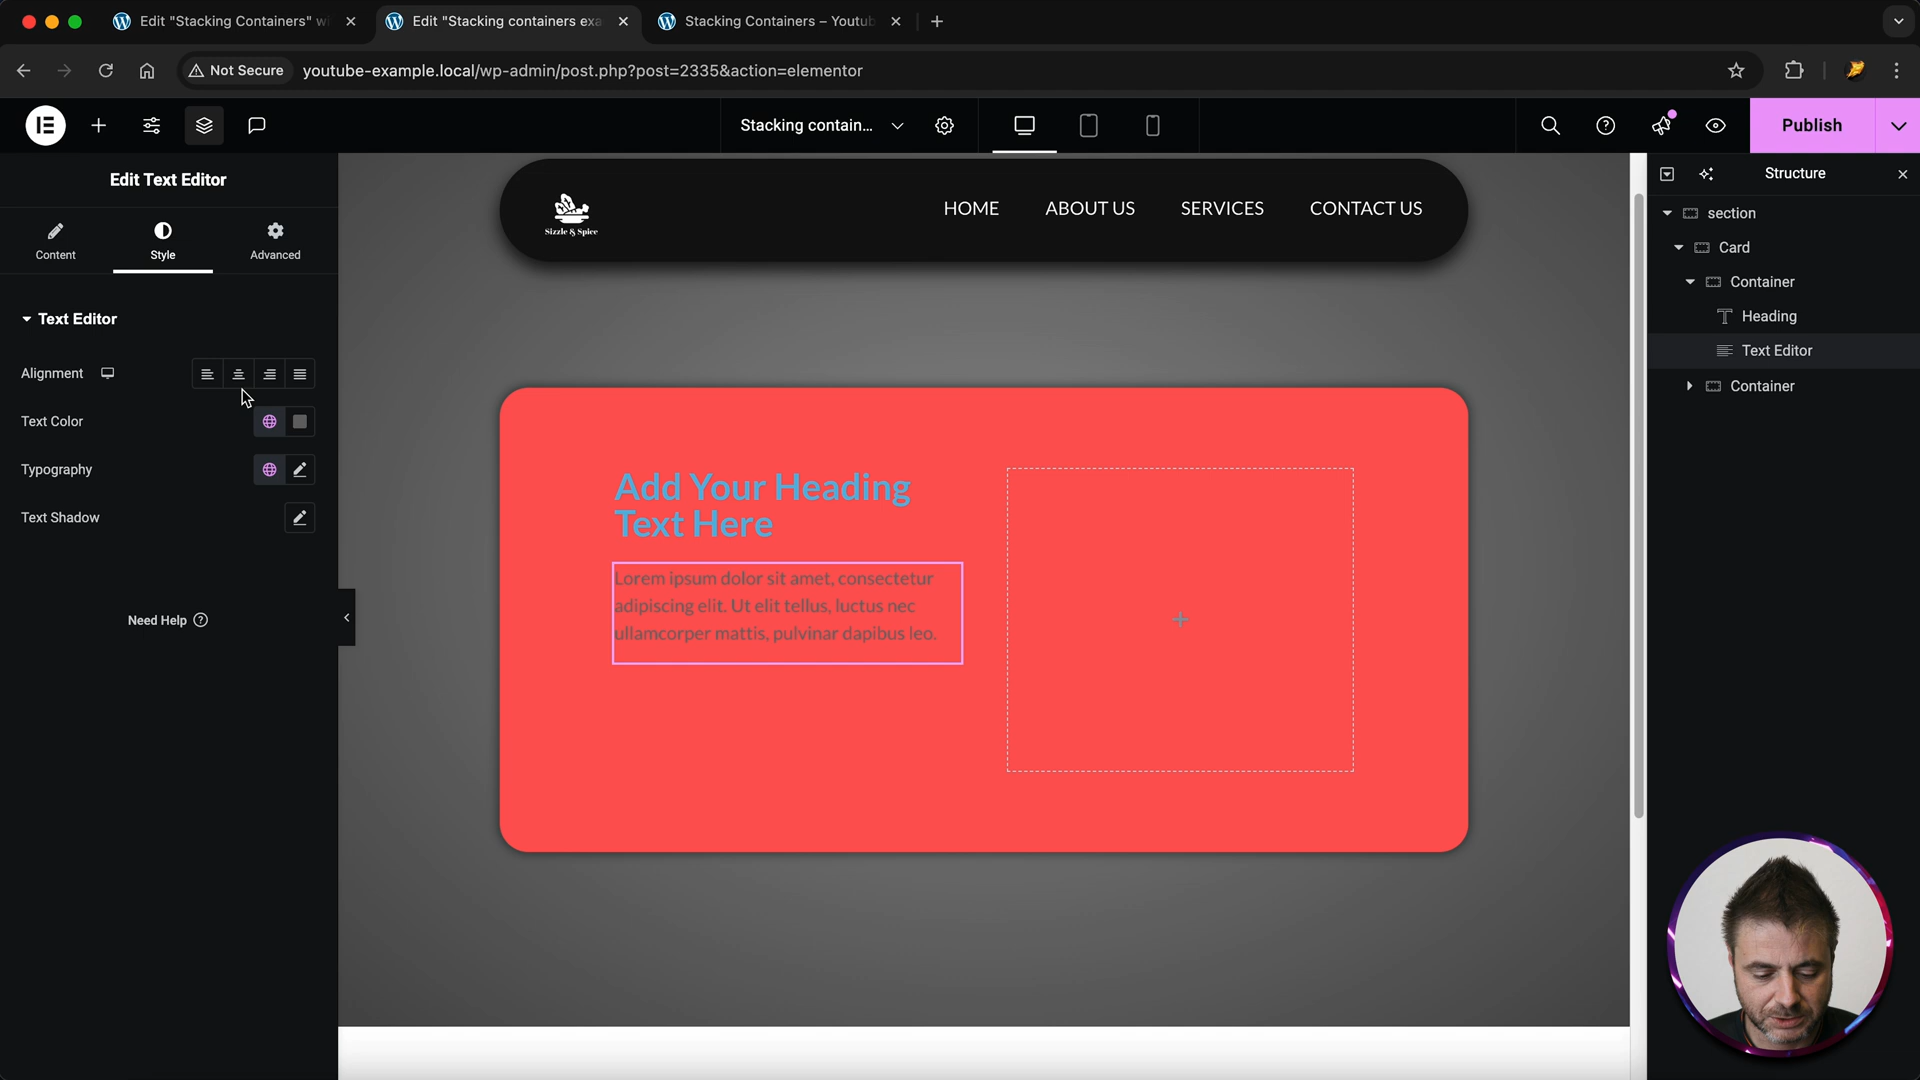 Edit "Stacking Containers" wi
Edit "Stacking containers exa
Stacking Containers – Youtub
Not Secure
youtube-example.local/wp-admin/post.php?post=2335&action=elementor
Stacking contain...
Publish
Edit Text Editor
Structure
Content
Style
Advanced
Text Editor
Alignment
Text Color
Typography
Text Shadow
Need Help
Sizzle & Spice
HOME
ABOUT US
SERVICES
CONTACT US
Add Your Heading
Text Here
Lorem ipsum dolor sit amet, consectetur
adipiscing elit. Ut elit tellus, luctus nec
ullamcorper mattis, pulvinar dapibus leo.
section
Card
Container
Heading
Text Editor
Container